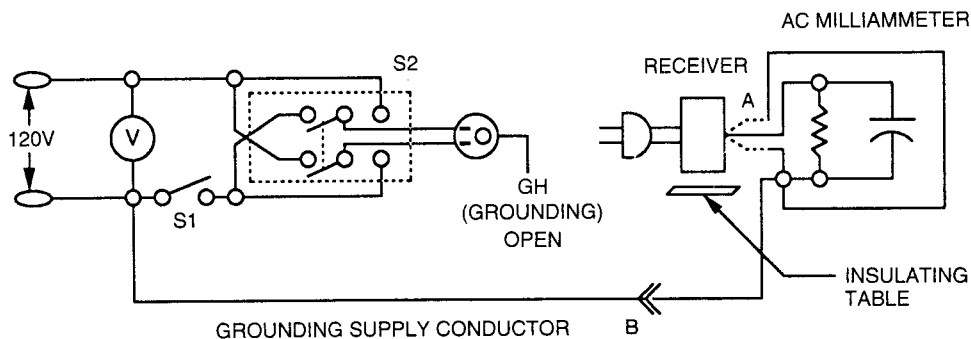 AC MILLIAMMETER
S2
RECEIVER
A
120V
V
S1
GH
(GROUNDING)
OPEN
INSULATING
TABLE
GROUNDING SUPPLY CONDUCTOR
B